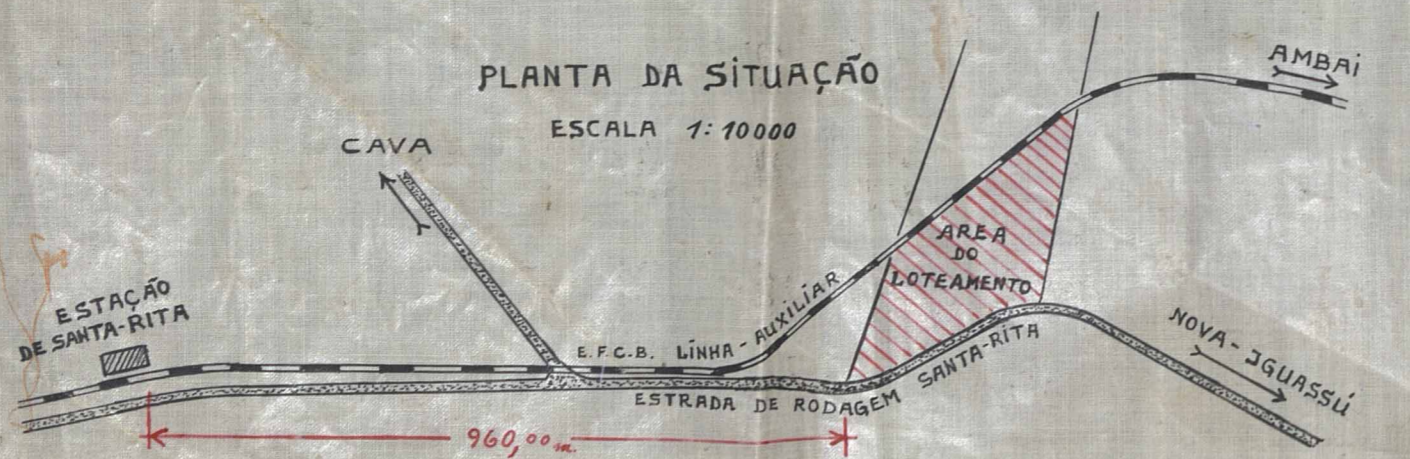 PLANTA DA SITUAÇÃO
ESCALA 1:10000
AMBAI
CAVA
ESTAÇÃO
DE SANTA-RITA
AREA
DO
LOTEAMENTO
E.F.C.B. LINHA-AUXILIAR
ESTRADA DE RODAGEM SANTA-RITA
NOVA-IGUASSÚ
960,00 m.